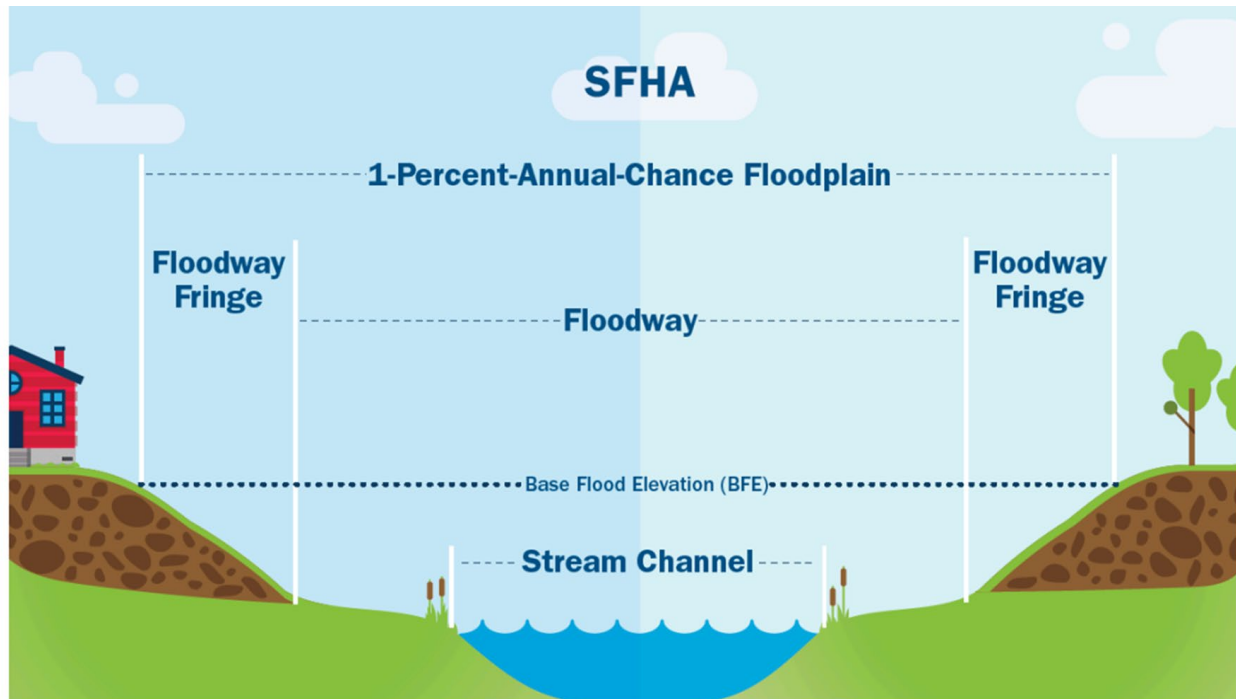 SFHA
1-Percent-Annual-Chance Floodplain
Floodway
Fringe
Floodway
Fringe
Floodway
Base Flood Elevation (BFE)
Stream Channel